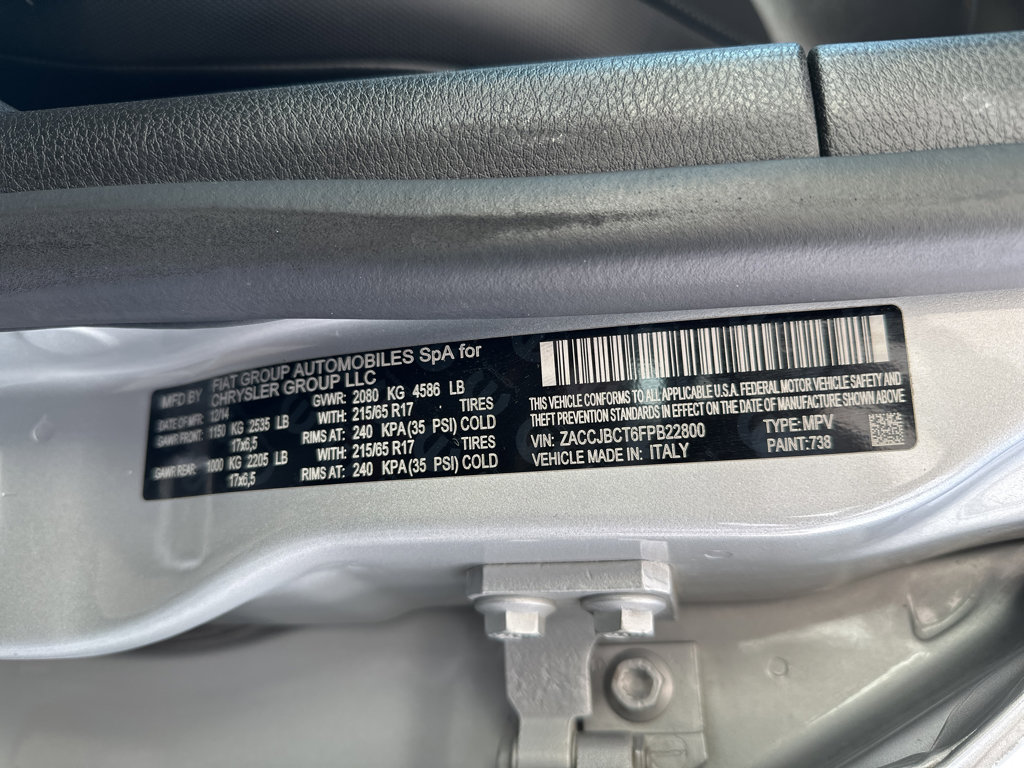 MFD BY FIAT GROUP AUTOMOBILES SpA for
CHRYSLER GROUP LLC
DATE OF MFR: 12/14 GVWR: 2080 KG 4586 LB
GAWR FRONT: 1150 KG 2535 LB WITH: 215/65 R17 TIRES
17x6,5 RIMS AT: 240 KPA(35 PSI) COLD
GAWR REAR: 1000 KG 2205 LB WITH: 215/65 R17 TIRES
17x6,5 RIMS AT: 240 KPA(35 PSI) COLD
THIS VEHICLE CONFORMS TO ALL APPLICABLE U.S.A. FEDERAL MOTOR VEHICLE SAFETY AND
THEFT PREVENTION STANDARDS IN EFFECT ON THE DATE OF MANUFACTURE SHOWN ABOVE
VIN: ZACCJBCT6FPB22800 TYPE: MPV
VEHICLE MADE IN: ITALY PAINT:738